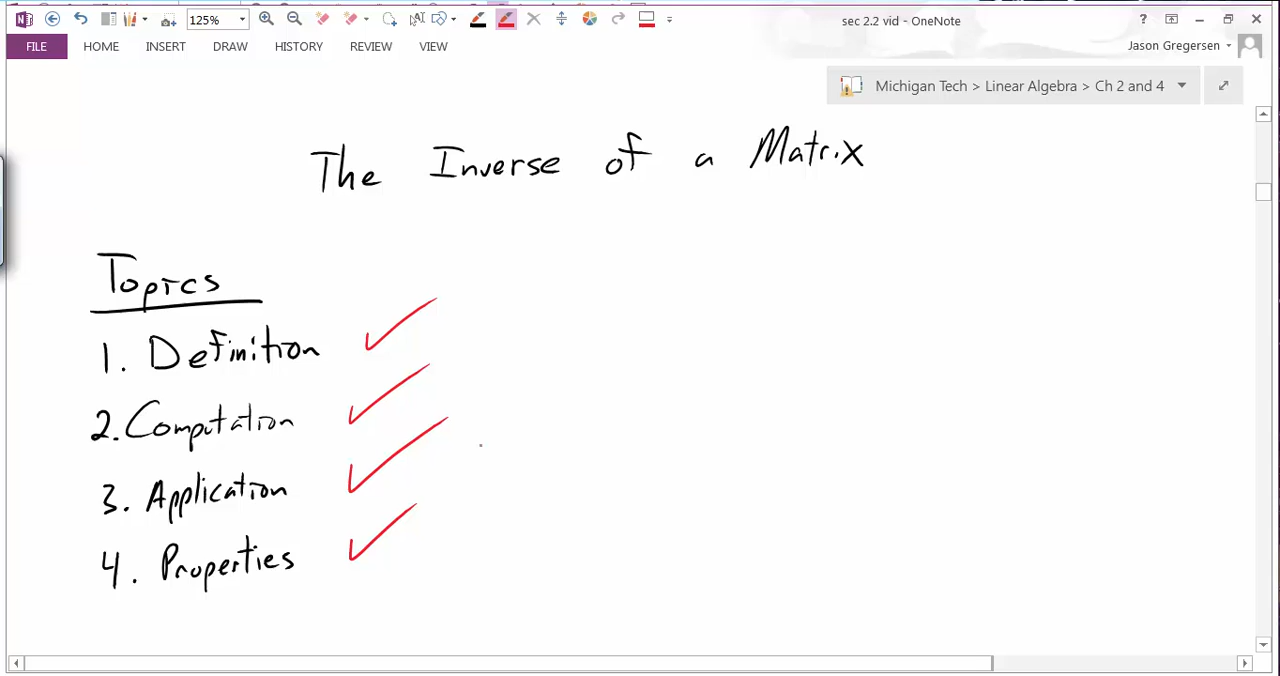 125%
sec 2.2 vid - OneNote
?
FILE HOME INSERT DRAW HISTORY REVIEW VIEW
Jason Gregersen
Michigan Tech > Linear Algebra > Ch 2 and 4
The Inverse of a Matrix
Topics
1. Definition
2. Computation
3. Application
4. Properties